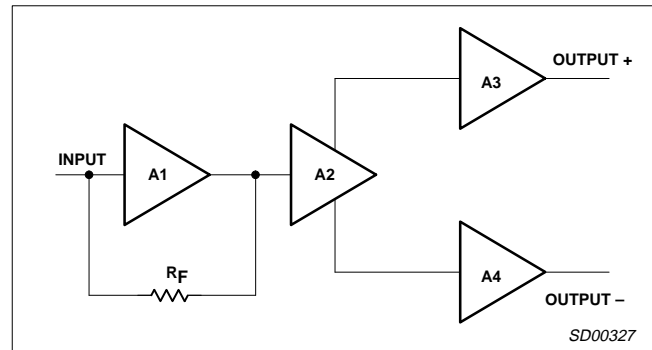 OUTPUT +
A3
INPUT
A1
A2
RF
A4
OUTPUT –
SD00327